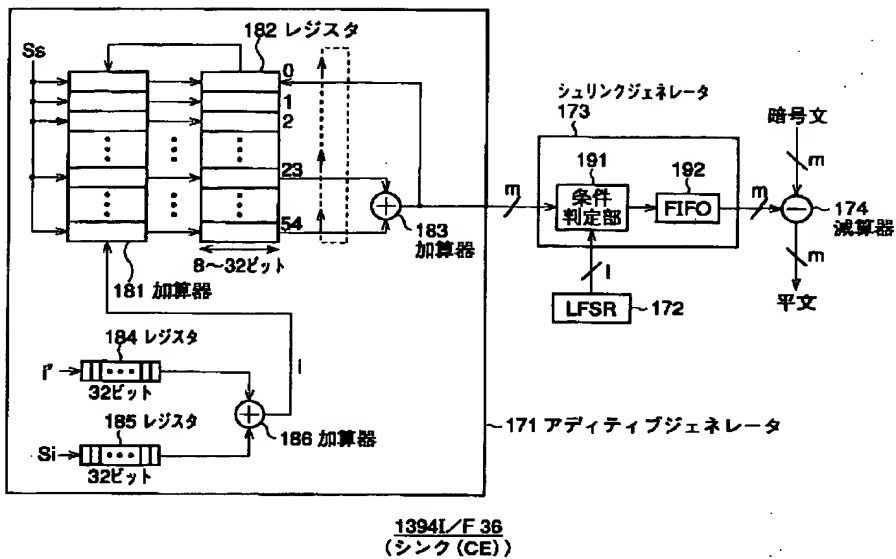 182 レジスタ
Ss
0
1
2
23
54
183
加算器
8〜32ビット
181 加算器
184 レジスタ
i'
32ビット
i
185 レジスタ
Si
32ビット
186 加算器
171 アディティブジェネレータ
シュリンクジェネレータ
173
m
191
条件
判定部
192
FIFO
m
暗号文
m
174
減算器
m
平文
l
LFSR
172
1394I/F 36
(シンク(CE))